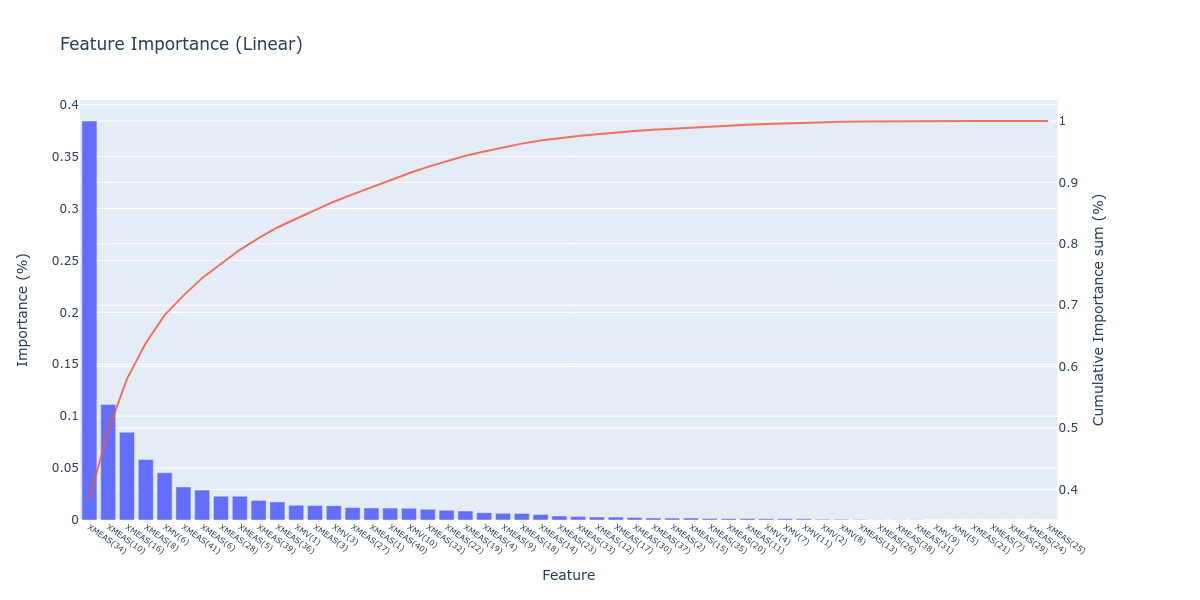 Feature Importance (Linear)
0.4
0.35
0.3
0.25
0.2
0.15
0.1
0.05
0
Importance (%)
1
0.9
0.8
0.7
0.6
0.5
0.4
Cumulative Importance sum (%)
XMEAS(34)
XMEAS(10)
XMEAS(16)
XMEAS(8)
XMV(6)
XMEAS(41)
XMEAS(6)
XMEAS(28)
XMEAS(5)
XMEAS(39)
XMEAS(36)
XMV(1)
XMEAS(3)
XMV(3)
XMEAS(27)
XMEAS(1)
XMEAS(40)
XMV(10)
XMEAS(32)
XMEAS(22)
XMEAS(19)
XMEAS(4)
XMEAS(9)
XMEAS(18)
XMEAS(14)
XMEAS(23)
XMEAS(33)
XMEAS(12)
XMEAS(17)
XMEAS(30)
XMEAS(37)
XMEAS(2)
XMEAS(15)
XMEAS(35)
XMEAS(20)
XMEAS(11)
XMV(4)
XMV(7)
XMV(11)
XMV(2)
XMV(8)
XMEAS(13)
XMEAS(26)
XMEAS(38)
XMEAS(31)
XMV(9)
XMV(5)
XMEAS(21)
XMEAS(7)
XMEAS(29)
XMEAS(24)
XMEAS(25)
Feature